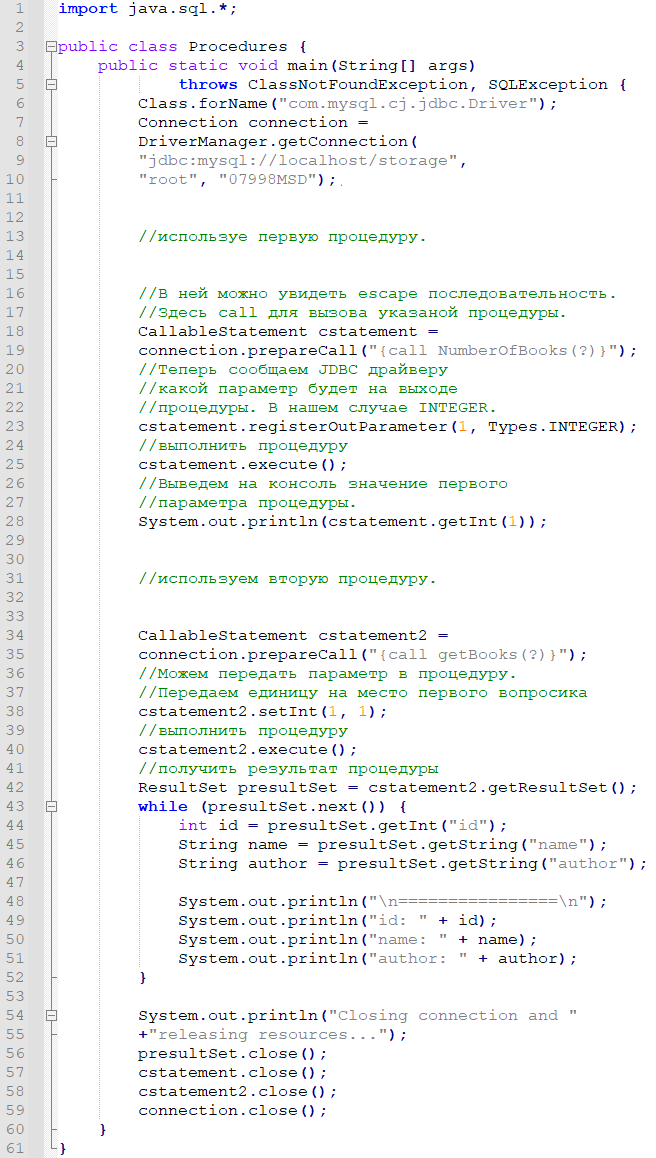 1 import java.sql.*;
2
3 public class Procedures {
4     public static void main(String[] args)
5             throws ClassNotFoundException, SQLException {
6         Class.forName("com.mysql.cj.jdbc.Driver");
7         Connection connection =
8         DriverManager.getConnection(
9         "jdbc:mysql://localhost/storage",
10         "root", "07998MSD");
11
12
13         //используе первую процедуру.
14
15
16         //В ней можно увидеть escape последовательность.
17         //Здесь call для вызова указаной процедуры.
18         CallableStatement cstatement =
19         connection.prepareCall("{call NumberOfBooks(?)}");
20         //Теперь сообщаем JDBC драйверу
21         //какой параметр будет на выходе
22         //процедуры. В нашем случае INTEGER.
23         cstatement.registerOutParameter(1, Types.INTEGER);
24         //выполнить процедуру
25         cstatement.execute();
26         //Выведем на консоль значение первого
27         //параметра процедуры.
28         System.out.println(cstatement.getInt(1));
29
30
31         //используем вторую процедуру.
32
33
34         CallableStatement cstatement2 =
35         connection.prepareCall("{call getBooks(?)}");
36         //Можем передать параметр в процедуру.
37         //Передаем единицу на место первого вопросика
38         cstatement2.setInt(1, 1);
39         //выполнить процедуру
40         cstatement2.execute();
41         //получить результат процедуры
42         ResultSet presultSet = cstatement2.getResultSet();
43         while (presultSet.next()) {
44             int id = presultSet.getInt("id");
45             String name = presultSet.getString("name");
46             String author = presultSet.getString("author");
47
48             System.out.println("\n================\n");
49             System.out.println("id: " + id);
50             System.out.println("name: " + name);
51             System.out.println("author: " + author);
52         }
53
54         System.out.println("Closing connection and "
55         +"releasing resources...");
56         presultSet.close();
57         cstatement.close();
58         cstatement2.close();
59         connection.close();
60     }
61 }